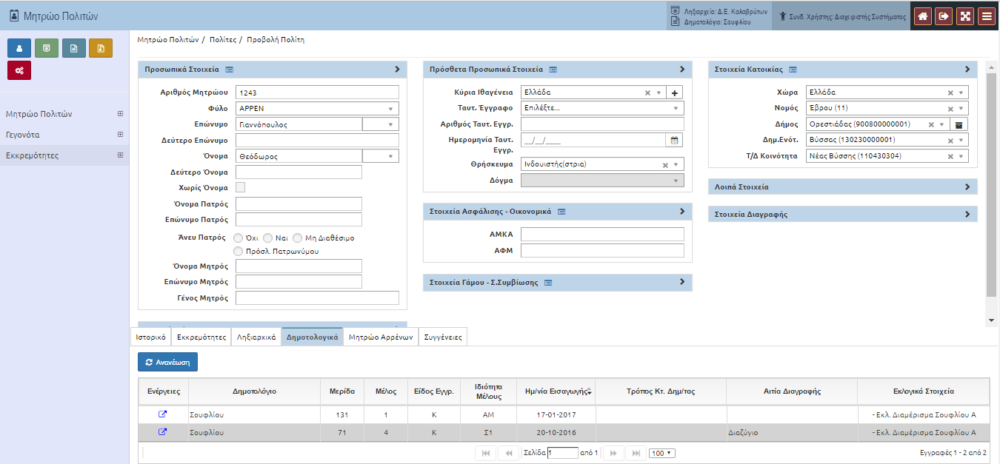 Μητρώο Πολιτών
Ληξιαρχείο: Δ.Ε. Καλαβρύτων
Δημοτολόγιο: Σουφλίου
Συνδ. Χρήστης: Διαχειριστής Συστήματος
Μητρώο Πολιτών / Πολίτες / Προβολή Πολίτη
Μητρώο Πολιτών
Γεγονότα
Εκκρεμότητες
Προσωπικά Στοιχεία
Αριθμός Μητρώου 1243
Φύλο ΑΡΡΕΝ
Επώνυμο Γιαννόπουλος
Δεύτερο Επώνυμο
Όνομα Θεόδωρος
Δεύτερο Όνομα
Χωρίς Όνομα
Όνομα Πατρός
Επώνυμο Πατρός
Άνευ Πατρός Όχι Ναι Μη Διαθέσιμο
Πρόσλ. Πατρωνύμου
Όνομα Μητρός
Επώνυμο Μητρός
Γένος Μητρός
Πρόσθετα Προσωπικά Στοιχεία
Κύρια Ιθαγένεια Ελλάδα
Ταυτ. Έγγραφο Επιλέξτε...
Αριθμός Ταυτ. Εγγρ.
Ημερομηνία Ταυτ. __/__/____
Εγγρ.
Θρήσκευμα Ινδουιστής(στρια)
Δόγμα
Στοιχεία Ασφάλισης - Οικονομικά
ΑΜΚΑ
ΑΦΜ
Στοιχεία Γάμου - Σ.Συμβίωσης
Στοιχεία Κατοικίας
Χώρα Ελλάδα
Νομός Έβρου (11)
Δήμος Ορεστιάδας (900800000001)
Δημ.Ενότ. Βύσσας (130230000001)
Τ/Δ Κοινότητα Νέας Βύσσης (110430304)
Λοιπά Στοιχεία
Στοιχεία Διαγραφής
Ιστορικό Εκκρεμότητες Ληξιαρχικά Δημοτολογικά Μητρώο Αρρένων Συγγένειες
Ανανέωση
Ενέργειες Δημοτολόγιο Μερίδα Μέλος Είδος Εγγρ. Ιδιότητα Μέλους Ημ/νία Εισαγωγής Τρόπος Κτ. Δημ/τας Αιτία Διαγραφής Εκλογικά Στοιχεία
Σουφλίου 131 1 Κ ΑΜ 17-01-2017 - Εκλ. Διαμέρισμα Σουφλίου Α
Σουφλίου 71 4 Κ Σ1 20-10-2016 Διαζύγιο - Εκλ. Διαμέρισμα Σουφλίου Α
Σελίδα 1 από 1 100 Εγγραφές 1 - 2 από 2